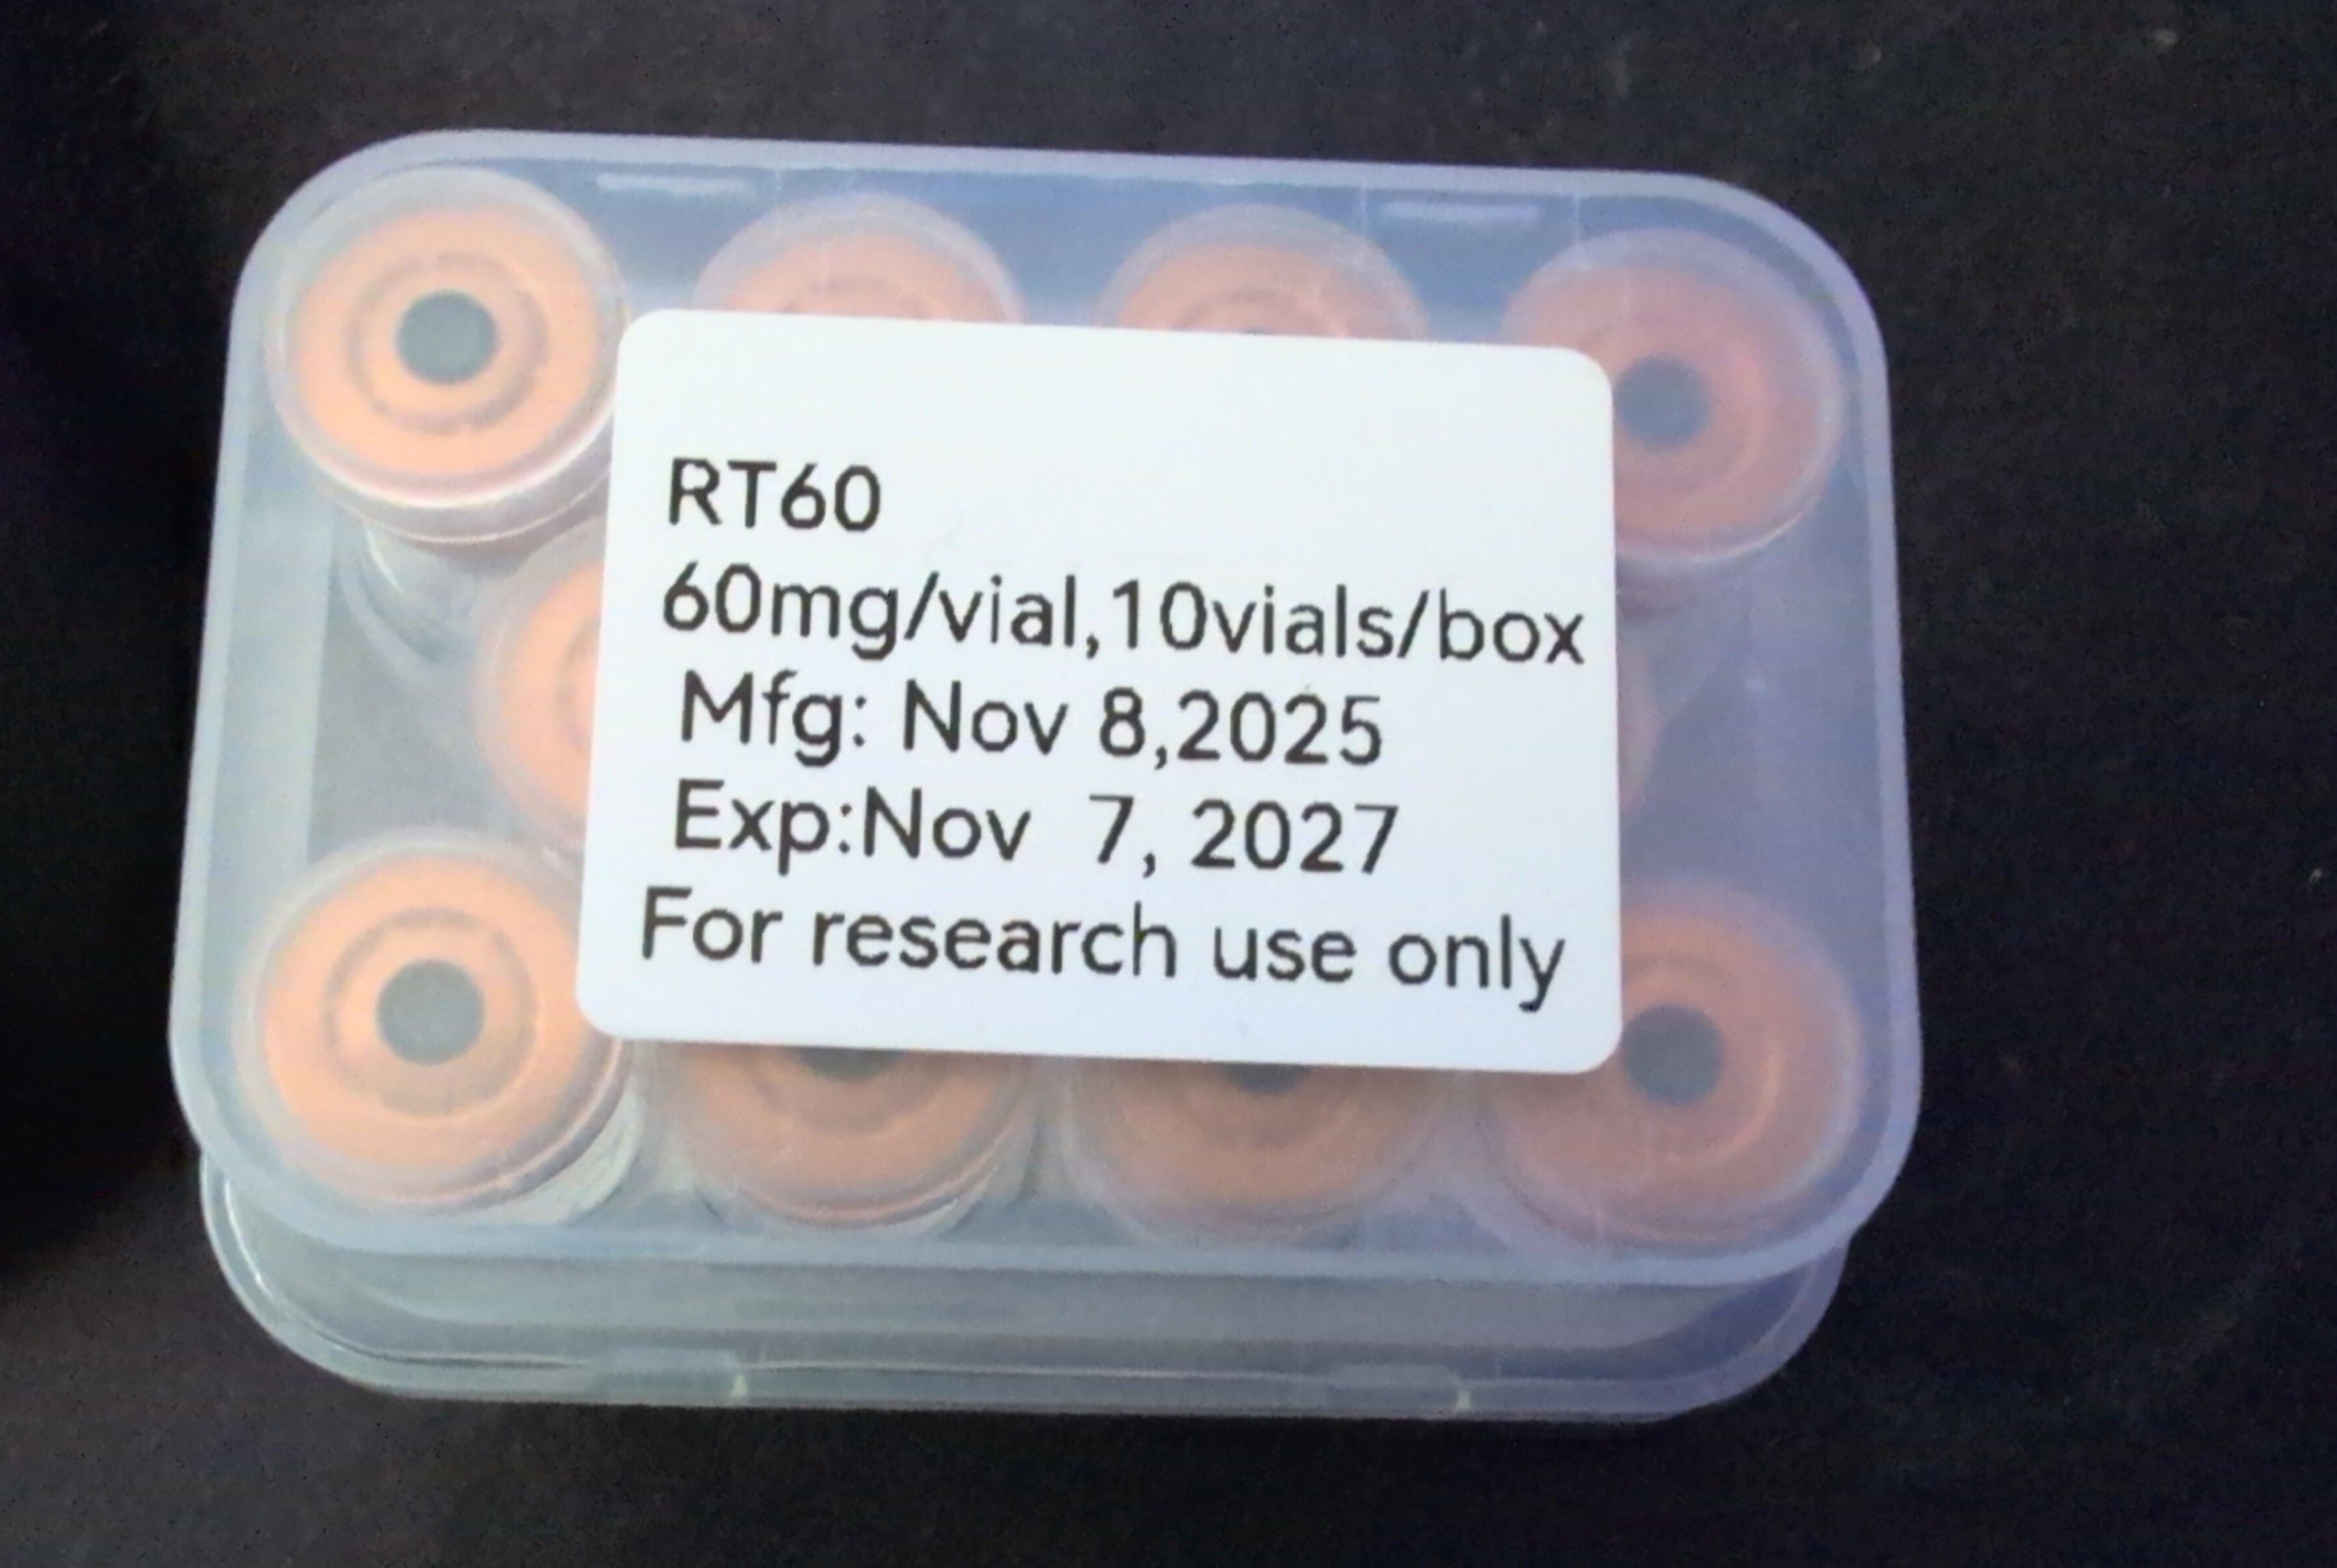 RT60
60mg/vial,10vials/box
Mfg: Nov 8,2025
Exp:Nov 7, 2027
For research use only